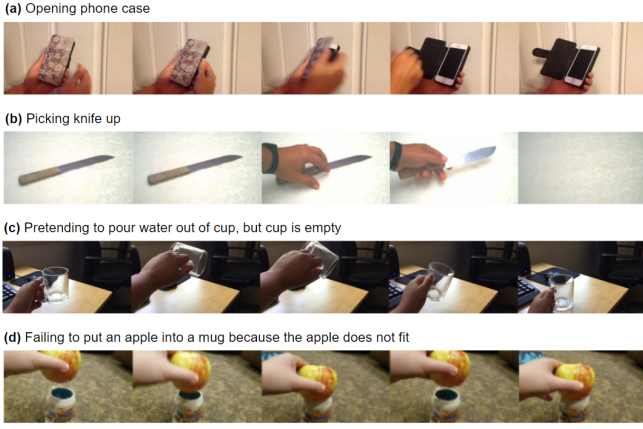 (a) Opening phone case
(b) Picking knife up
(c) Pretending to pour water out of cup, but cup is empty
(d) Failing to put an apple into a mug because the apple does not fit